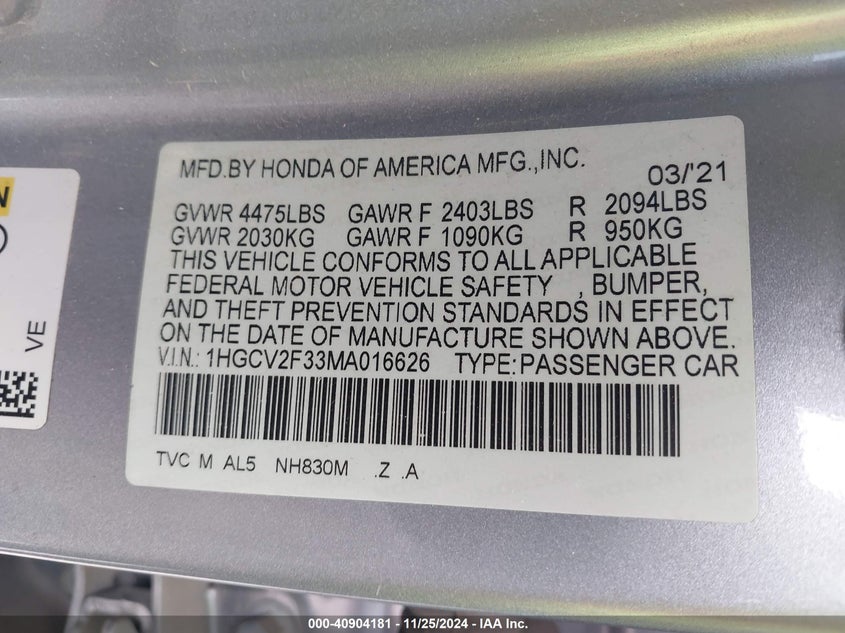 MFD.BY HONDA OF AMERICA MFG.,INC. 03/'21
GVWR 4475LBS GAWR F 2403LBS R 2094LBS
GVWR 2030KG GAWR F 1090KG R 950KG
THIS VEHICLE CONFORMS TO ALL APPLICABLE
FEDERAL MOTOR VEHICLE SAFETY , BUMPER,
AND THEFT PREVENTION STANDARDS IN EFFECT
ON THE DATE OF MANUFACTURE SHOWN ABOVE.
V.I.N.: 1HGCV2F33MA016626 TYPE:PASSENGER CAR
TVC M AL5 NH830M .Z .A
N
VE
000-40904181 - 11/25/2024 - IAA Inc.